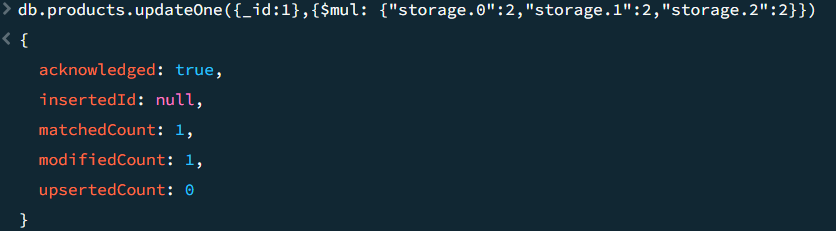 > db.products.updateOne({_id:1},{$mul: {"storage.0":2,"storage.1":2,"storage.2":2}})
< {
acknowledged: true,
insertedId: null,
matchedCount: 1,
modifiedCount: 1,
upsertedCount: 0
}